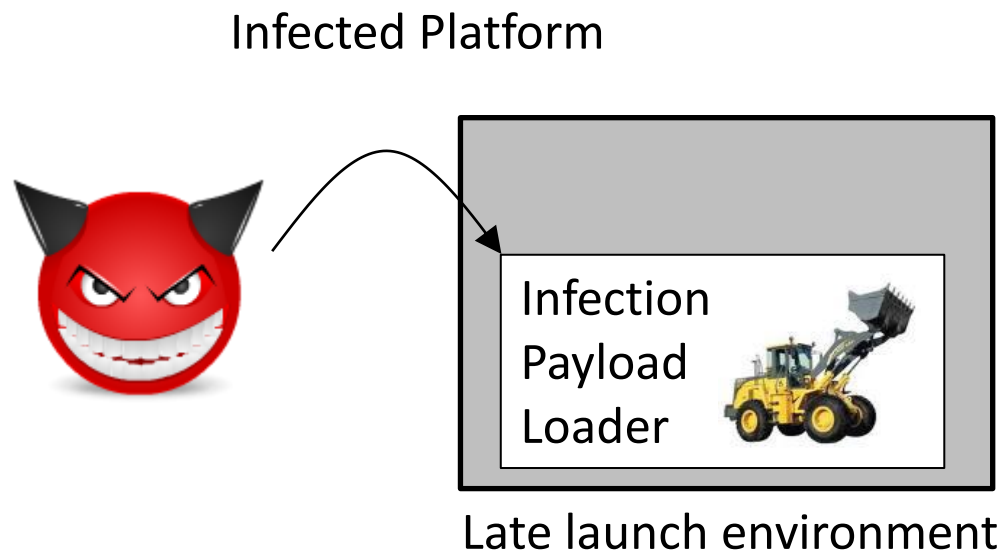 Infected Platform
Infection
Payload
Loader
Late launch environment